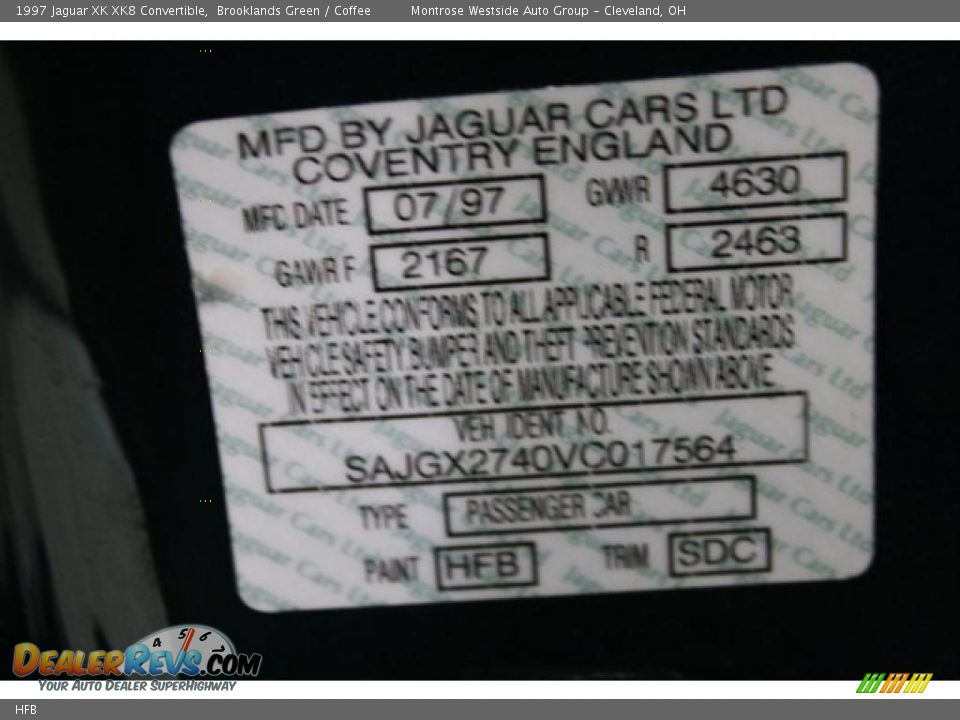 1997 Jaguar XK XK8 Convertible, Brooklands Green / Coffee Montrose Westside Auto Group - Cleveland, OH
MFD BY JAGUAR CARS LTD
COVENTRY ENGLAND
MFG DATE 07/97 GVWR 4630
GAWR F 2167 R 2463
THIS VEHICLE CONFORMS TO ALL APPLICABLE FEDERAL MOTOR
VEHICLE SAFETY BUMPER AND THEFT PREVENTION STANDARDS
IN EFFECT ON THE DATE OF MANUFACTURE SHOWN ABOVE
VEH. IDENT. NO.
SAJGX2740VC017564
TYPE PASSENGER CAR
PAINT HFB TRIM SDC
4 5 6
DEALERREVS.COM
YOUR AUTO DEALER SUPERHIGHWAY
HFB